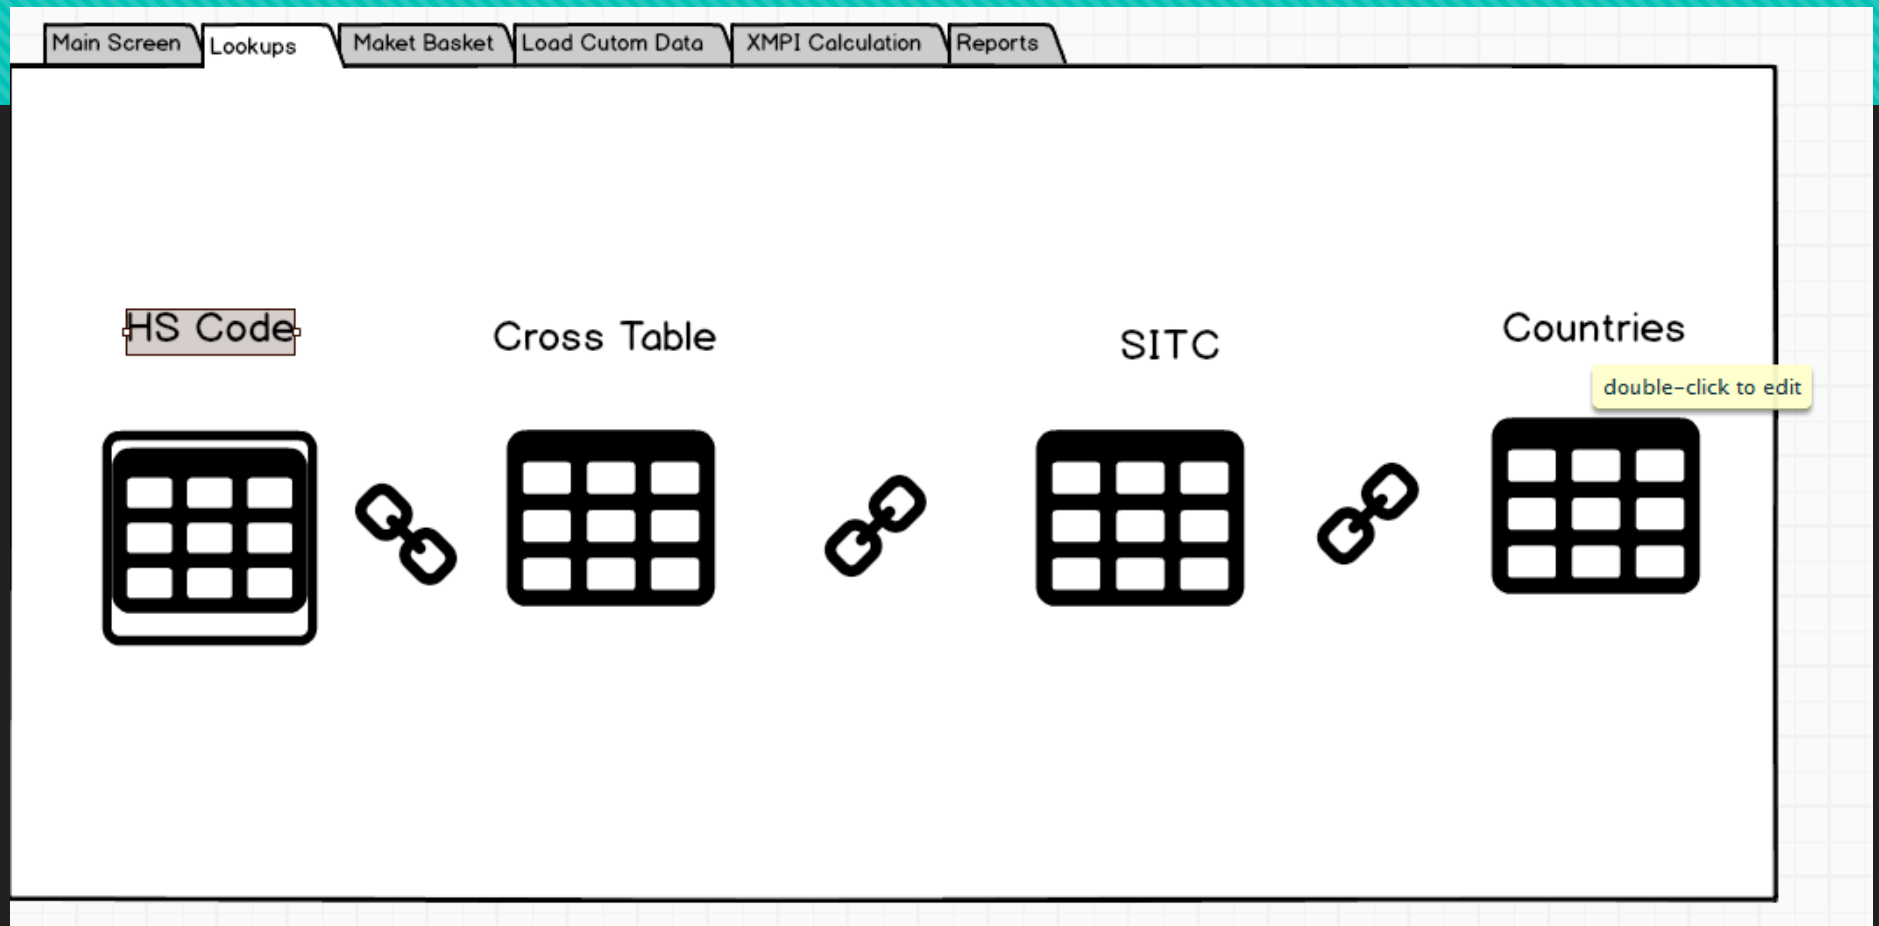 Main Screen
Lookups
Maket Basket
Load Cutom Data
XMPI Calculation
Reports
HS Code
Cross Table
SITC
Countries
double-click to edit